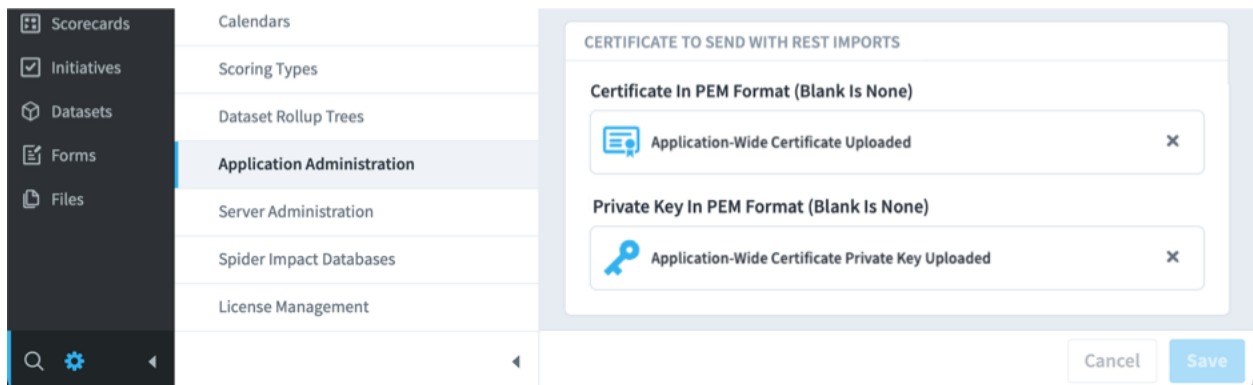 Scorecards
Initiatives
Datasets
Forms
Files
Calendars
Scoring Types
Dataset Rollup Trees
Application Administration
Server Administration
Spider Impact Databases
License Management
CERTIFICATE TO SEND WITH REST IMPORTS
Certificate In PEM Format (Blank Is None)
Application-Wide Certificate Uploaded
Private Key In PEM Format (Blank Is None)
Application-Wide Certificate Private Key Uploaded
Cancel
Save